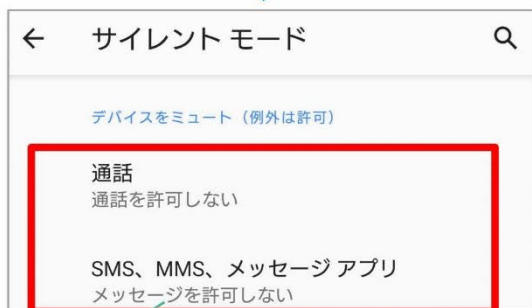 サイレント モード
デバイスをミュート（例外は許可）
通話
通話を許可しない
SMS、MMS、メッセージ アプリ
メッセージを許可しない